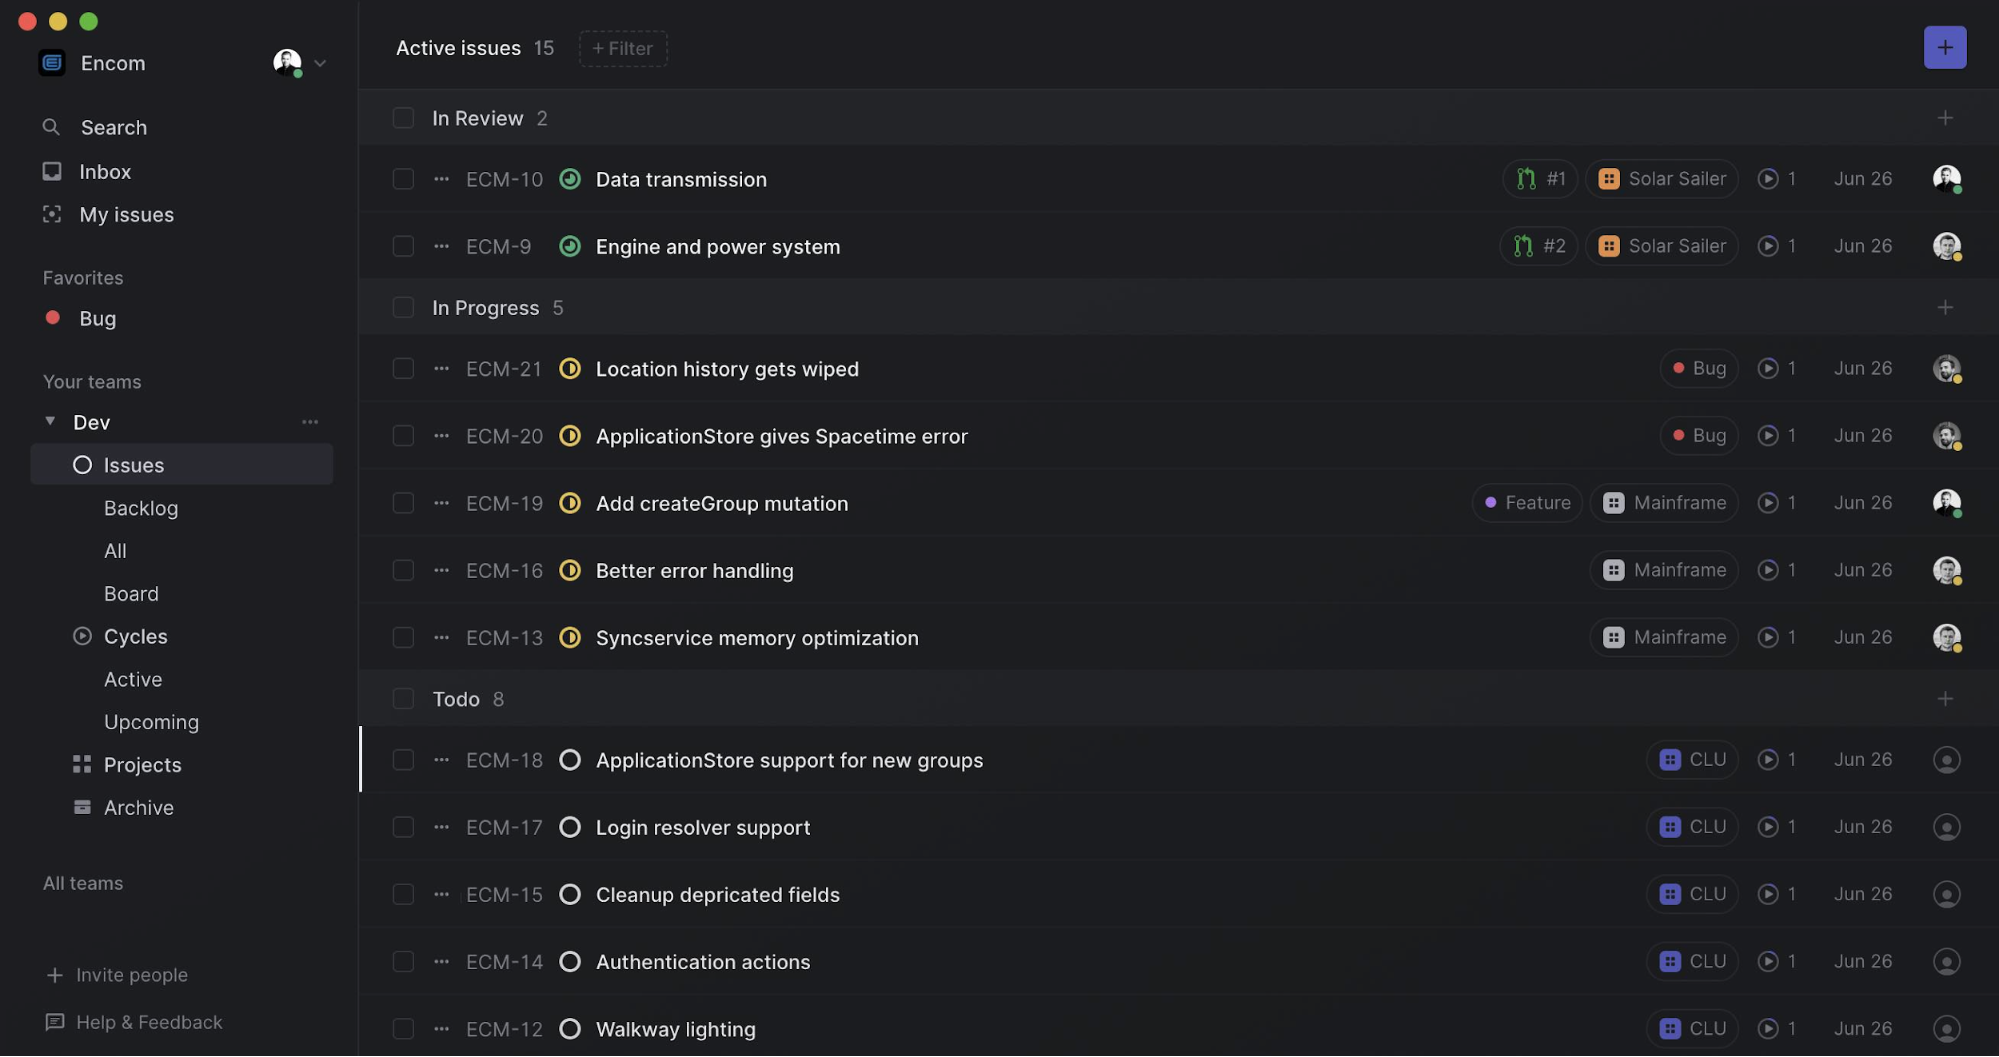 Encom
Search
Inbox
My issues
Favorites
Bug
Your teams
Dev
Issues
Backlog
All
Board
Cycles
Active
Upcoming
Projects
Archive
All teams
Invite people
Help & Feedback
Active issues 15 + Filter
In Review 2
ECM-10 Data transmission #1 Solar Sailer 1 Jun 26
ECM-9 Engine and power system #2 Solar Sailer 1 Jun 26
In Progress 5
ECM-21 Location history gets wiped Bug 1 Jun 26
ECM-20 ApplicationStore gives Spacetime error Bug 1 Jun 26
ECM-19 Add createGroup mutation Feature Mainframe 1 Jun 26
ECM-16 Better error handling Mainframe 1 Jun 26
ECM-13 Syncservice memory optimization Mainframe 1 Jun 26
Todo 8
ECM-18 ApplicationStore support for new groups CLU 1 Jun 26
ECM-17 Login resolver support CLU 1 Jun 26
ECM-15 Cleanup depricated fields CLU 1 Jun 26
ECM-14 Authentication actions CLU 1 Jun 26
ECM-12 Walkway lighting CLU 1 Jun 26